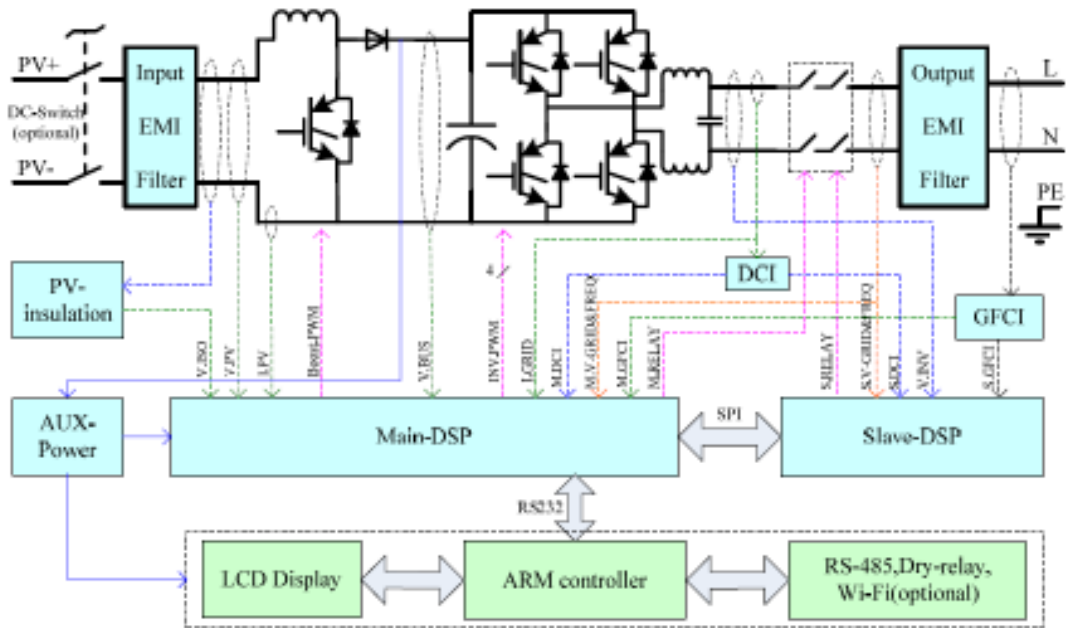 PV+
DC-Switch
(optional)
PV-
Input
EMI
Filter
Output
EMI
Filter
L
N
PE
PV-
insulation
DCI
GFCI
4
V.ISO
V.PV
I.PV
Boost-PWM
V.BUS
INV.PWM
I.GRID
M.DCI
M.V-GRID&FREQ
M.GFCI
M.RELAY
S.RELAY
S.V-GRID&FREQ
S.DCI
V.INV
S.GFCI
AUX-
Power
Main-DSP
SPI
Slave-DSP
RS232
LCD Display
ARM controller
RS-485,Dry-relay,
Wi-Fi(optional)